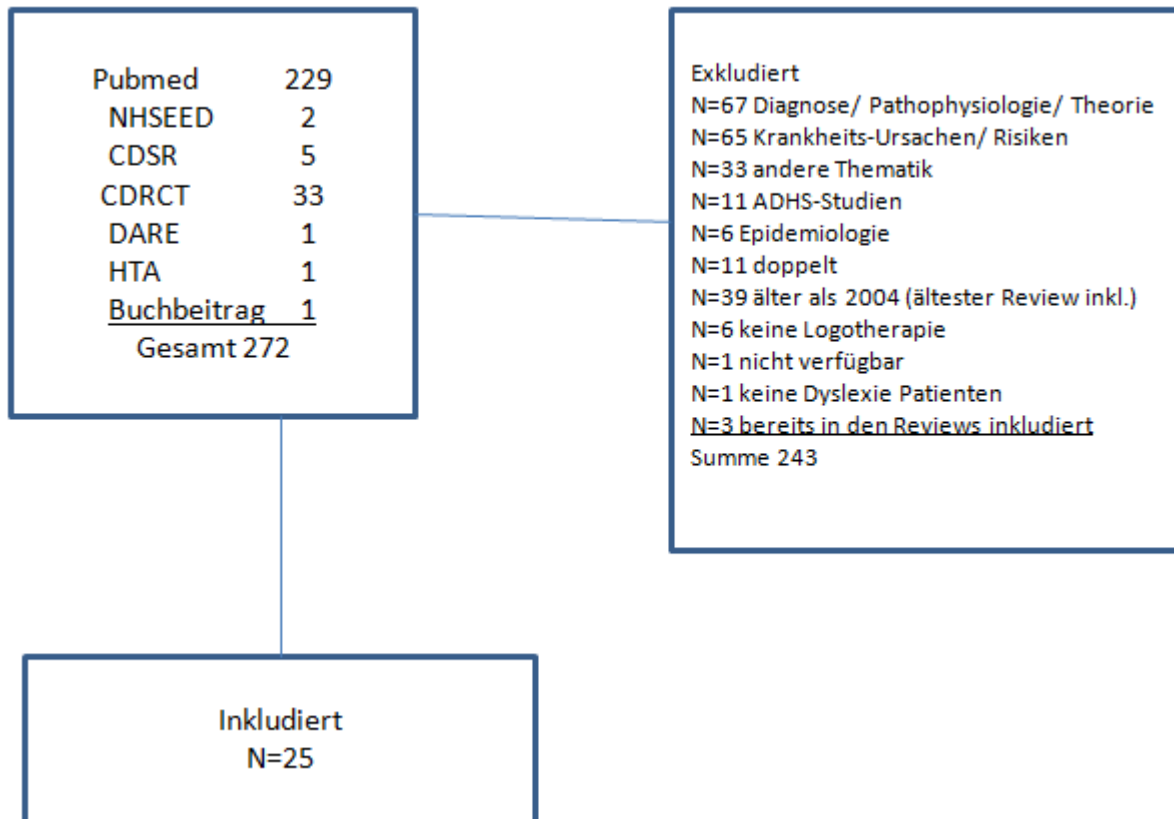 Pubmed 229
NHSEED 2
CDSR 5
CDRCT 33
DARE 1
HTA 1
Buchbeitrag 1
Gesamt 272
Exkludiert
N=67 Diagnose/ Pathophysiologie/ Theorie
N=65 Krankheits-Ursachen/ Risiken
N=33 andere Thematik
N=11 ADHS-Studien
N=6 Epidemiologie
N=11 doppelt
N=39 älter als 2004 (ältester Review inkl.)
N=6 keine Logotherapie
N=1 nicht verfügbar
N=1 keine Dyslexie Patienten
N=3 bereits in den Reviews inkludiert
Summe 243
Inkludiert
N=25